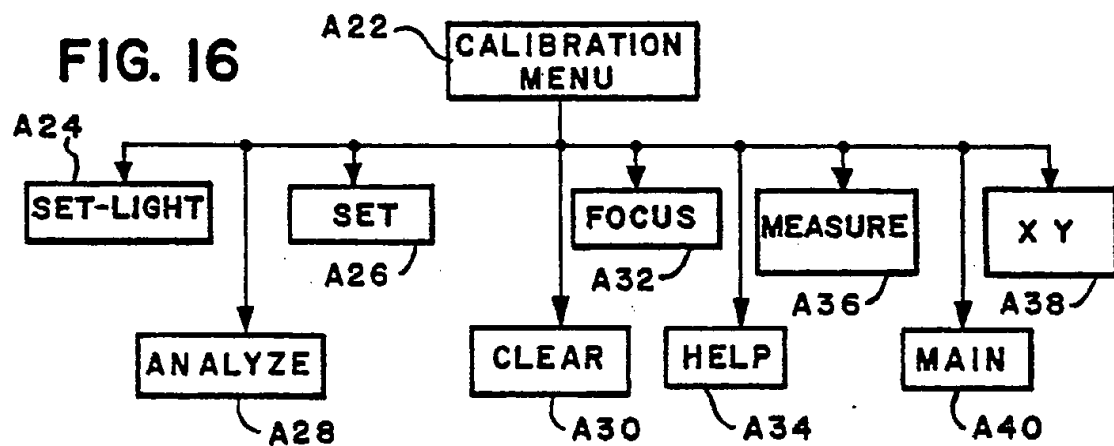 FIG. 16
A22
CALIBRATION
MENU
A24
SET-LIGHT
SET
A26
FOCUS
A32
MEASURE
A36
X Y
A38
ANALYZE
A28
CLEAR
A30
HELP
A34
MAIN
A40